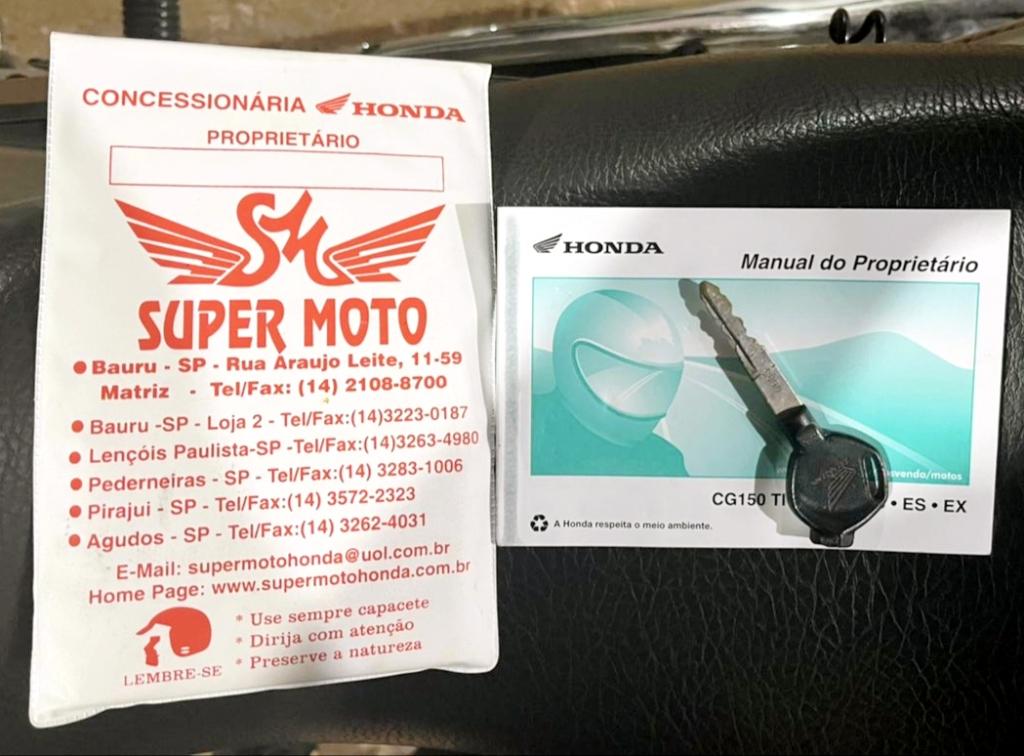 CONCESSIONÁRIA HONDA
PROPRIETÁRIO
SM
SUPER MOTO
• Bauru - SP - Rua Araujo Leite, 11-59
Matriz - Tel/Fax: (14) 2108-8700
• Bauru -SP - Loja 2 - Tel/Fax:(14)3223-0187
• Lençóis Paulista-SP -Tel/Fax:(14)3263-4980
• Pederneiras - SP - Tel/Fax:(14) 3283-1006
• Pirajui - SP - Tel/Fax:(14) 3572-2323
• Agudos - SP - Tel/Fax:(14) 3262-4031
E-Mail: supermotohonda@uol.com.br
Home Page: www.supermotohonda.com.br
LEMBRE-SE
* Use sempre capacete
* Dirija com atenção
* Preserve a natureza
HONDA
Manual do Proprietário
/motos
CG150 • ES • EX
A Honda respeita o meio ambiente.